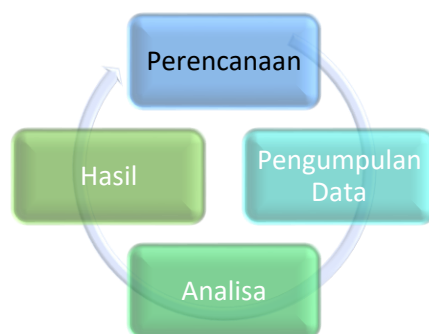 Perencanaan
Pengumpulan
Data
Analisa
Hasil